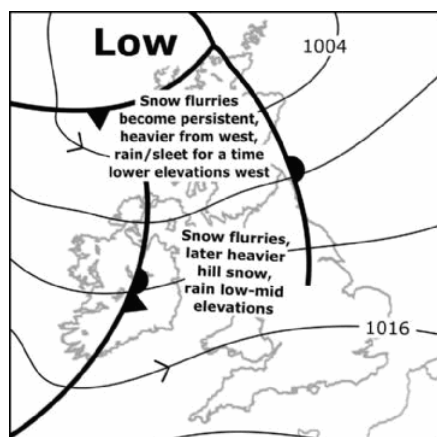 Low
1004
Snow flurries
become persistent,
heavier from west,
rain/sleet for a time
lower elevations west
Snow flurries,
later heavier
hill snow,
rain low-mid
elevations
1016